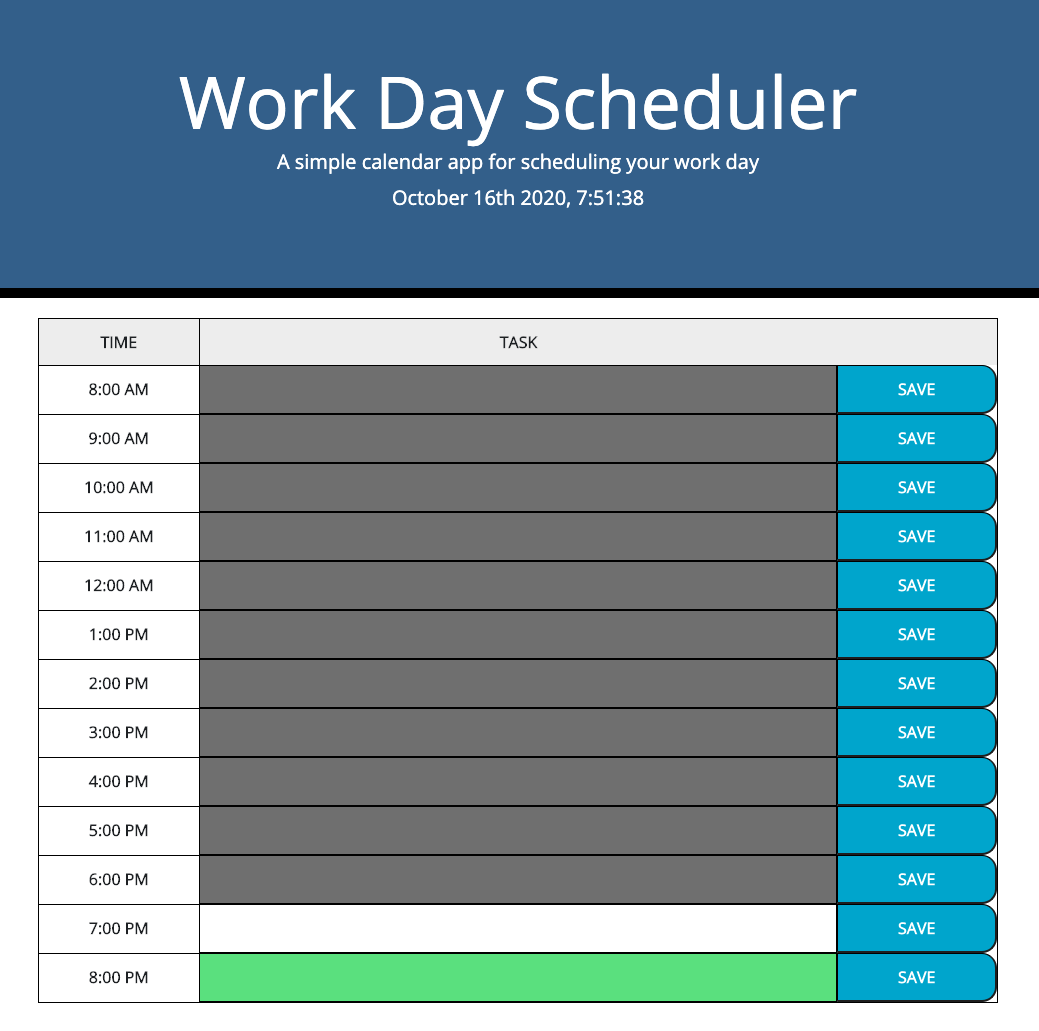 Work Day Scheduler
A simple calendar app for scheduling your work day
October 16th 2020, 7:51:38
TIME TASK
8:00 AM SAVE
9:00 AM SAVE
10:00 AM SAVE
11:00 AM SAVE
12:00 AM SAVE
1:00 PM SAVE
2:00 PM SAVE
3:00 PM SAVE
4:00 PM SAVE
5:00 PM SAVE
6:00 PM SAVE
7:00 PM SAVE
8:00 PM SAVE